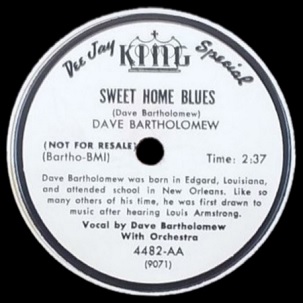 Dee Jay KING Special
SWEET HOME BLUES
(Dave Bartholomew)
DAVE BARTHOLOMEW
(NOT FOR RESALE)
(Bartho-BMI) Time: 2:37
Dave Bartholomew was born in Edgard, Louisiana,
and attended school in New Orleans. Like so
many others of his time, he was first drawn to
music after hearing Louis Armstrong.
Vocal by Dave Bartholomew
With Orchestra
4482-AA
(9071)